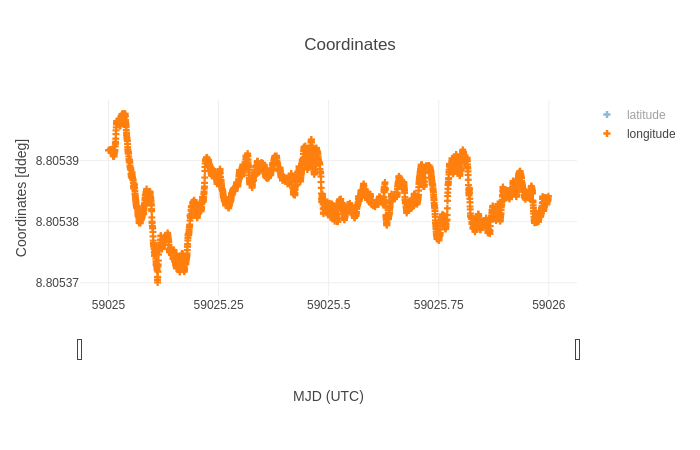 Coordinates
latitude
longitude
Coordinates [ddeg]
8.80539
8.80538
8.80537
59025
59025.25
59025.5
59025.75
59026
MJD (UTC)